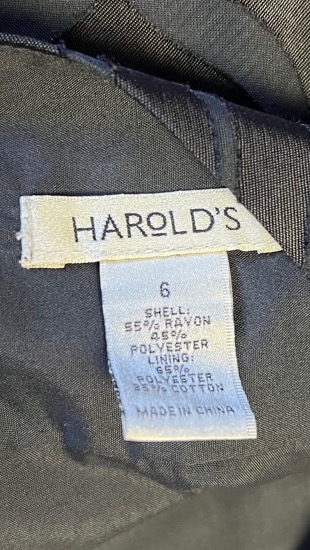 HAROLD'S
6
SHELL:
55% RAYON
45%
POLYESTER
LINING:
65%
POLYESTER
35% COTTON
MADE IN CHINA